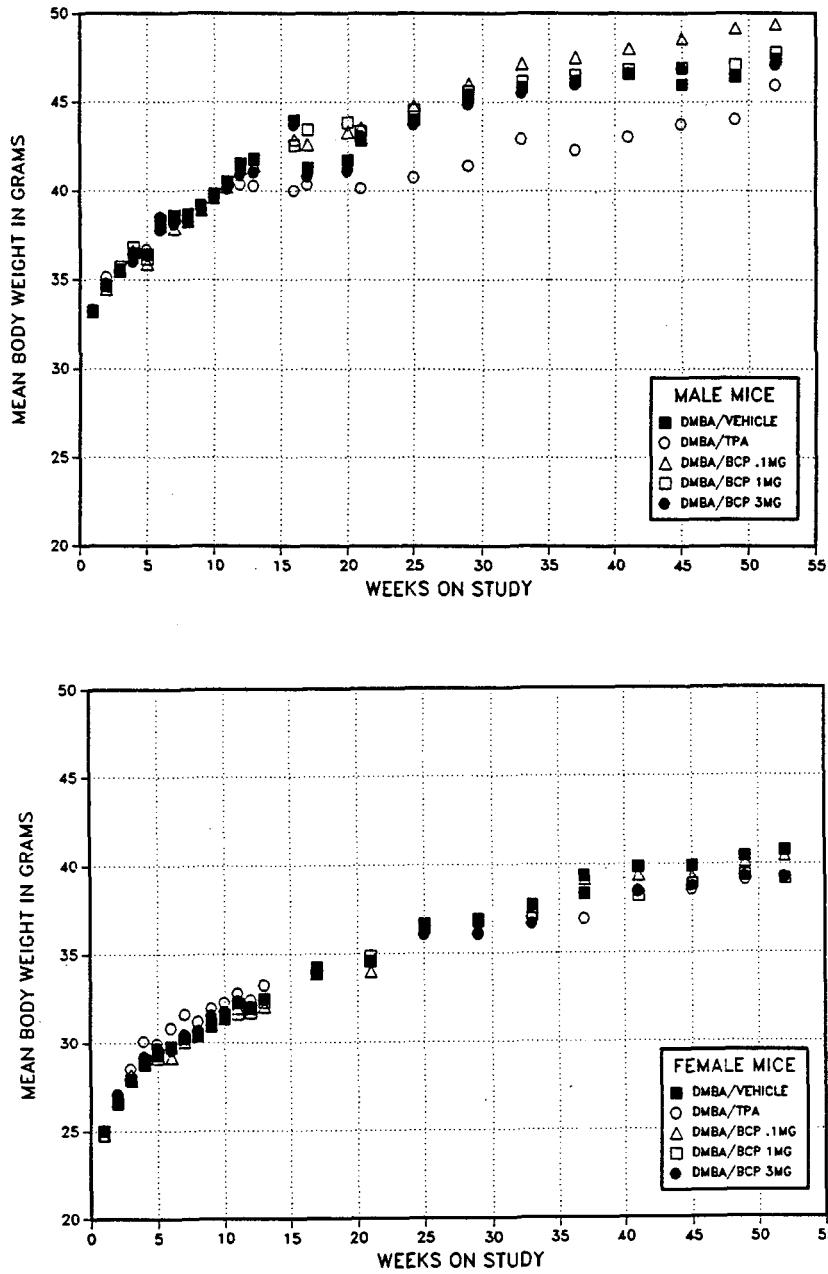 50
45
40
35
30
25
20
MEAN BODY WEIGHT IN GRAMS
MALE MICE
DMBA/VEHICLE
DMBA/TPA
DMBA/BCP .1MG
DMBA/BCP 1MG
DMBA/BCP 3MG
0 5 10 15 20 25 30 35 40 45 50 55
WEEKS ON STUDY
50
45
40
35
30
25
20
MEAN BODY WEIGHT IN GRAMS
FEMALE MICE
DMBA/VEHICLE
DMBA/TPA
DMBA/BCP .1MG
DMBA/BCP 1MG
DMBA/BCP 3MG
0 5 10 15 20 25 30 35 40 45 50
WEEKS ON STUDY